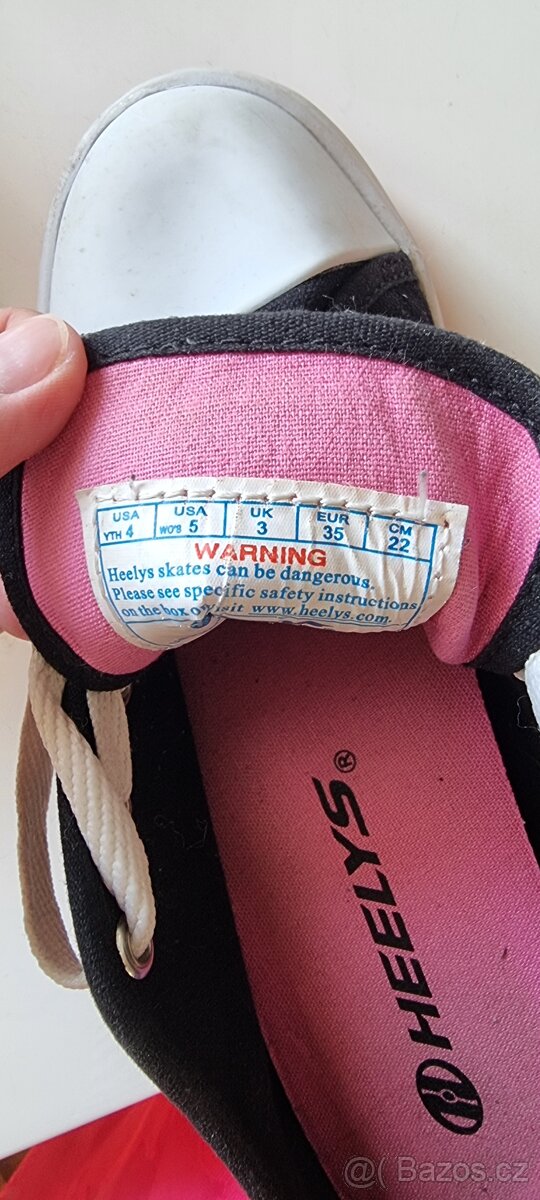 USA USA UK EUR CM
YTH 4 WO'S 5 3 35 22
WARNING
Heelys skates can be dangerous.
Please see specific safety instructions
on the box or visit www.heelys.com.
HEELYS®
@( Bazos.cz